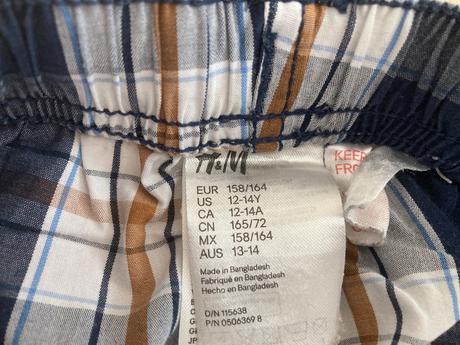 H&M
KEEP
FRO
EUR 158/164
US 12-14Y
CA 12-14A
CN 165/72
MX 158/164
AUS 13-14
Made in Bangladesh
Fabriqué en Bangladesh
Hecho en Bangladesh
D/N 115638
P/N 0506369 8